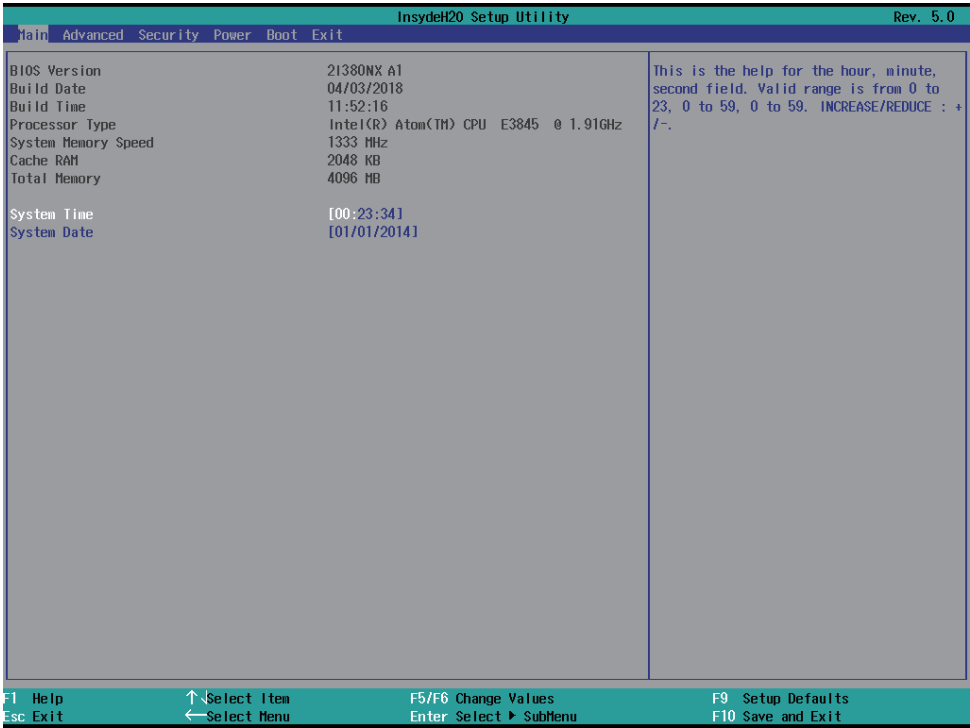 InsydeH20 Setup Utility Rev. 5.0
Main Advanced Security Power Boot Exit
BIOS Version 2I380NX A1
Build Date 04/03/2018
Build Time 11:52:16
Processor Type Intel(R) Atom(TM) CPU E3845 @ 1.91GHz
System Memory Speed 1333 MHz
Cache RAM 2048 KB
Total Memory 4096 MB
System Time [00:23:34]
System Date [01/01/2014]
This is the help for the hour, minute,
second field. Valid range is from 0 to
23, 0 to 59, 0 to 59. INCREASE/REDUCE : +
/-.
F1 Help ↑↓Select Item F5/F6 Change Values F9 Setup Defaults
Esc Exit ←Select Menu Enter Select ▶ SubMenu F10 Save and Exit